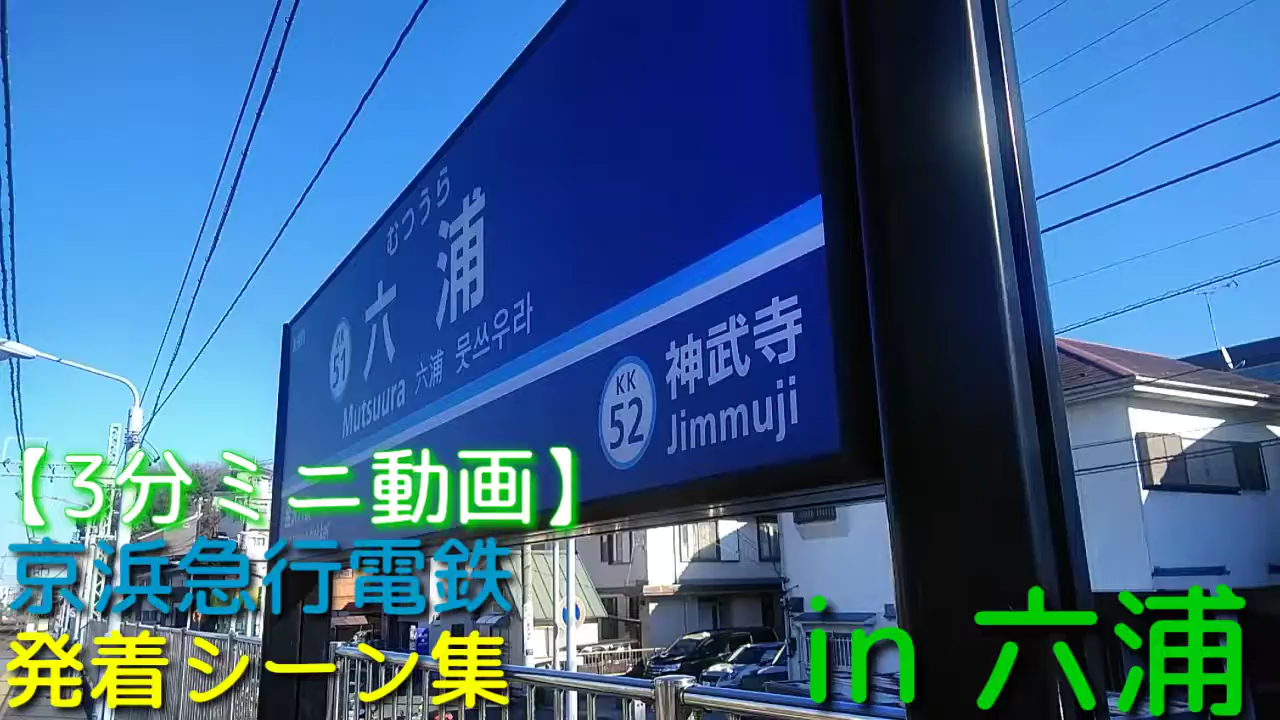 むつうら
六浦
KK
51
Mutsuura 六浦 뭇쓰우라
KK
52
神武寺
Jimmuji
【3分ミニ動画】
京浜急行電鉄
発着シーン集
in 六浦